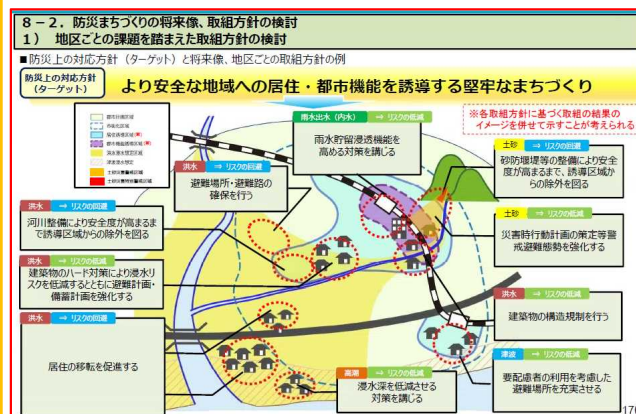 ８－２．防災まちづくりの将来像、取組方針の検討
１） 地区ごとの課題を踏まえた取組方針の検討
■防災上の対応方針（ターゲット）と将来像、地区ごとの取組方針の例
防災上の対応方針
（ターゲット）
より安全な地域への居住・都市機能を誘導する堅牢なまちづくり
雨水出水（内水） ⇒ リスクの低減
雨水貯留浸透機能を
高める対策を講じる
※各取組方針に基づく取組の結果の
イメージを併せて示すことが考えられる
土砂 ⇒ リスクの回避
砂防堰堤等の整備により安全
度が高まるまで、誘導区域か
らの除外を図る
洪水 ⇒ リスクの回避
避難場所・避難路の
確保を行う
洪水 ⇒ リスクの回避
河川整備により安全度が高まるま
で誘導区域からの除外を図る
土砂 ⇒ リスクの低減
災害時行動計画の策定等警
戒避難態勢を強化する
洪水 ⇒ リスクの低減
建築物のハード対策により浸水リ
スクを低減するとともに避難計画・
備蓄計画を強化する
洪水 ⇒ リスクの低減
建築物の構造規制を行う
洪水 ⇒ リスクの回避
居住の移転を促進する
高潮 ⇒ リスクの低減
浸水深を低減させる
対策を講じる
津波 ⇒ リスクの低減
要配慮者の利用を考慮した
避難場所を充実させる
170